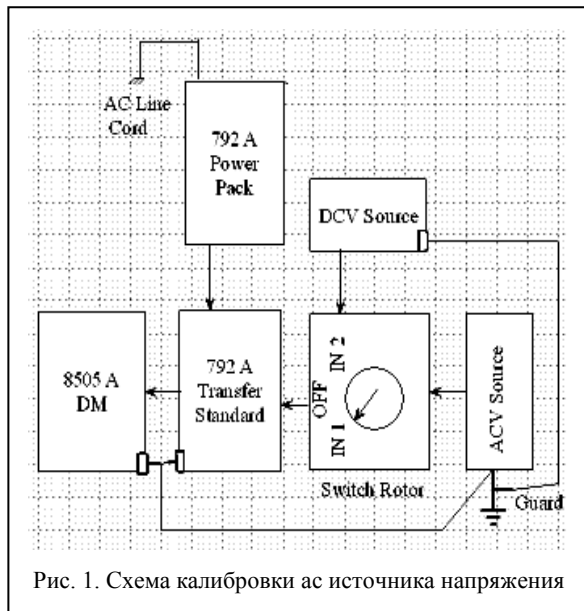 AC Line
Cord
792 A
Power
Pack
DCV Source
8505 A
DM
792 A
Transfer
Standard
IN 1
OFF
IN 2
Switch Rotor
ACV Source
Guard
Рис. 1. Схема калибровки ас источника напряжения